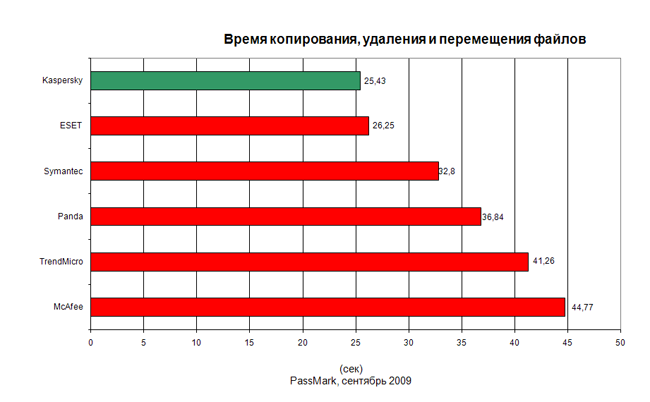 Время копирования, удаления и перемещения файлов
Kaspersky 25,43
ESET 26,25
Symantec 32,8
Panda 36,84
TrendMicro 41,26
McAfee 44,77
0 5 10 15 20 25 30 35 40 45 50
(сек)
PassMark, сентябрь 2009